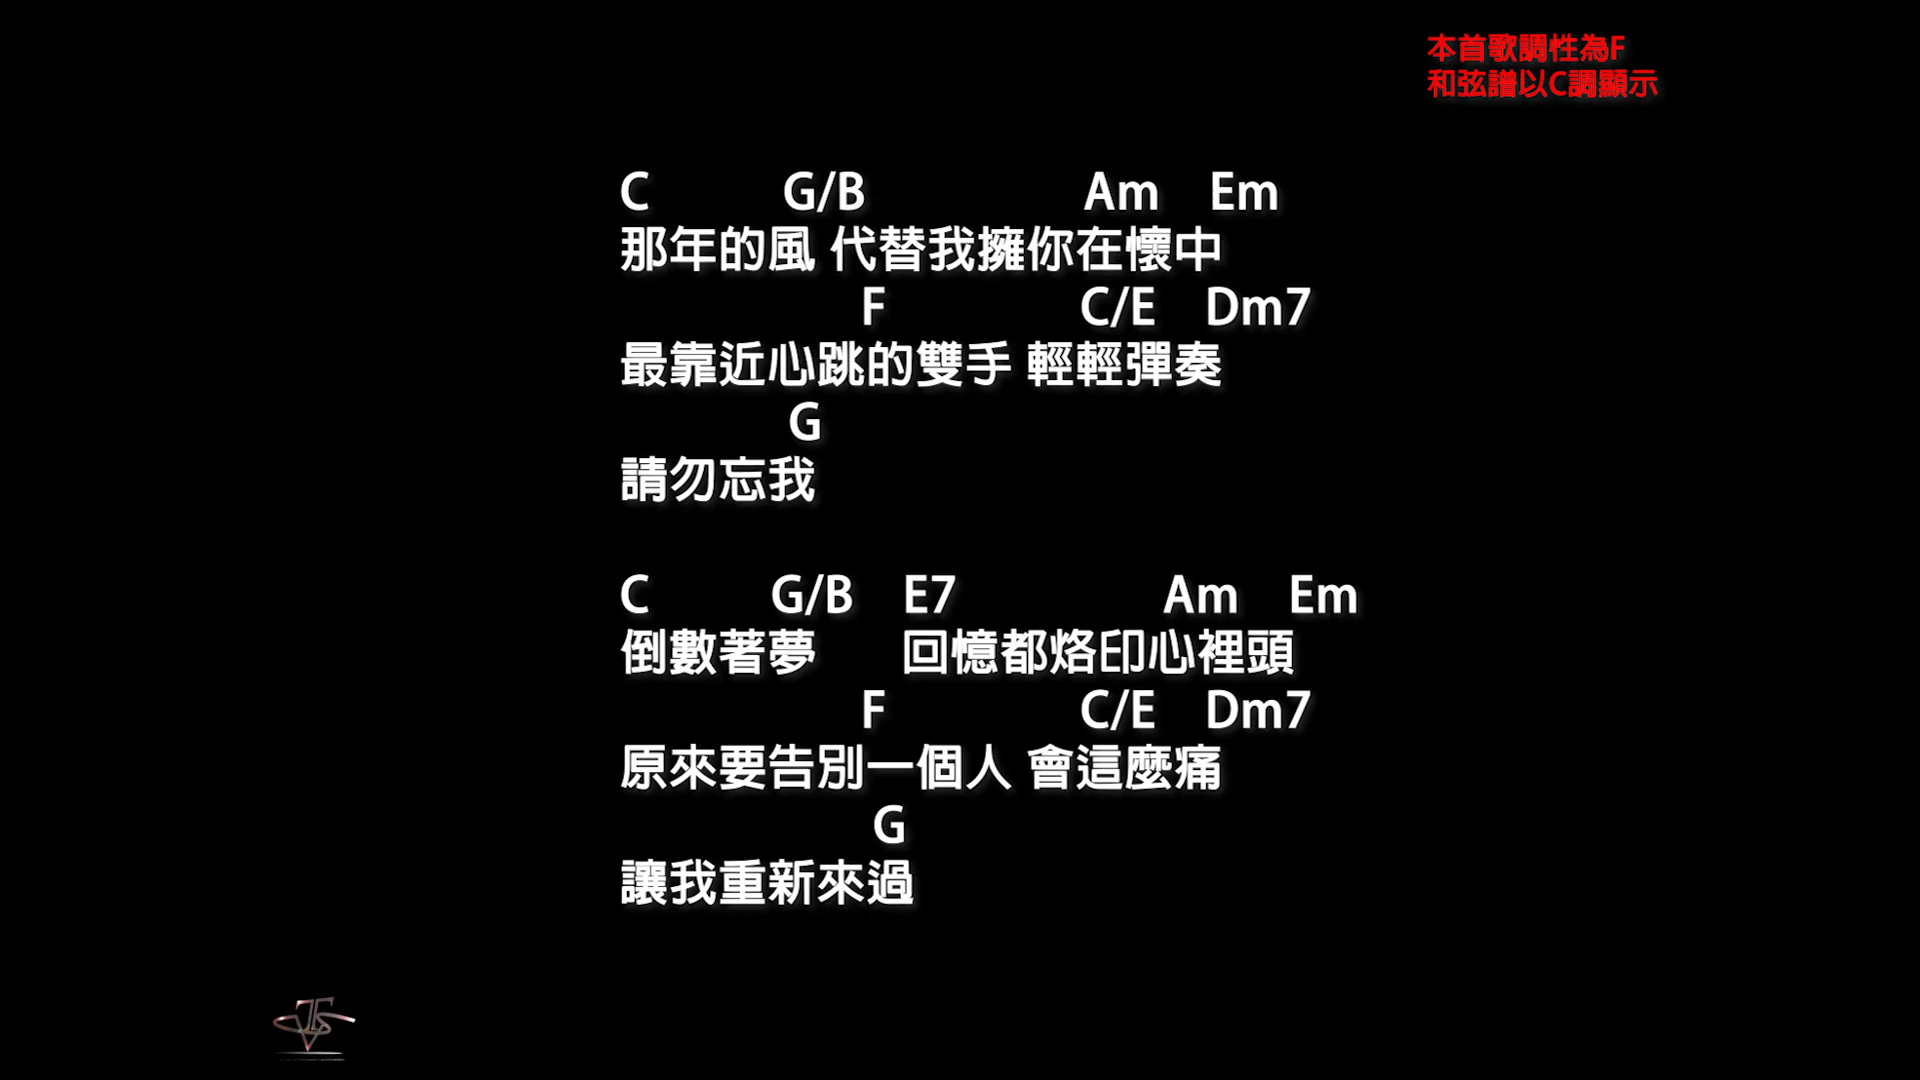 本首歌調性為F
和弦譜以C調顯示
C G/B Am Em
那年的風 代替我擁你在懷中
F C/E Dm7
最靠近心跳的雙手 輕輕彈奏
G
請勿忘我
C G/B E7 Am Em
倒數著夢 回憶都烙印心裡頭
F C/E Dm7
原來要告別一個人 會這麼痛
G
讓我重新來過